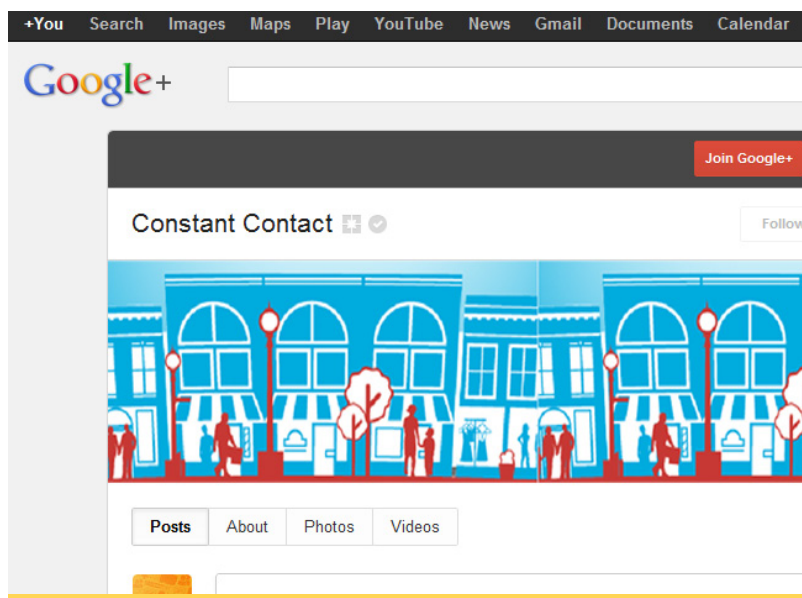 +You Search Images Maps Play YouTube News Gmail Documents Calendar
Google+
Join Google+
Constant Contact
Follow
Posts About Photos Videos